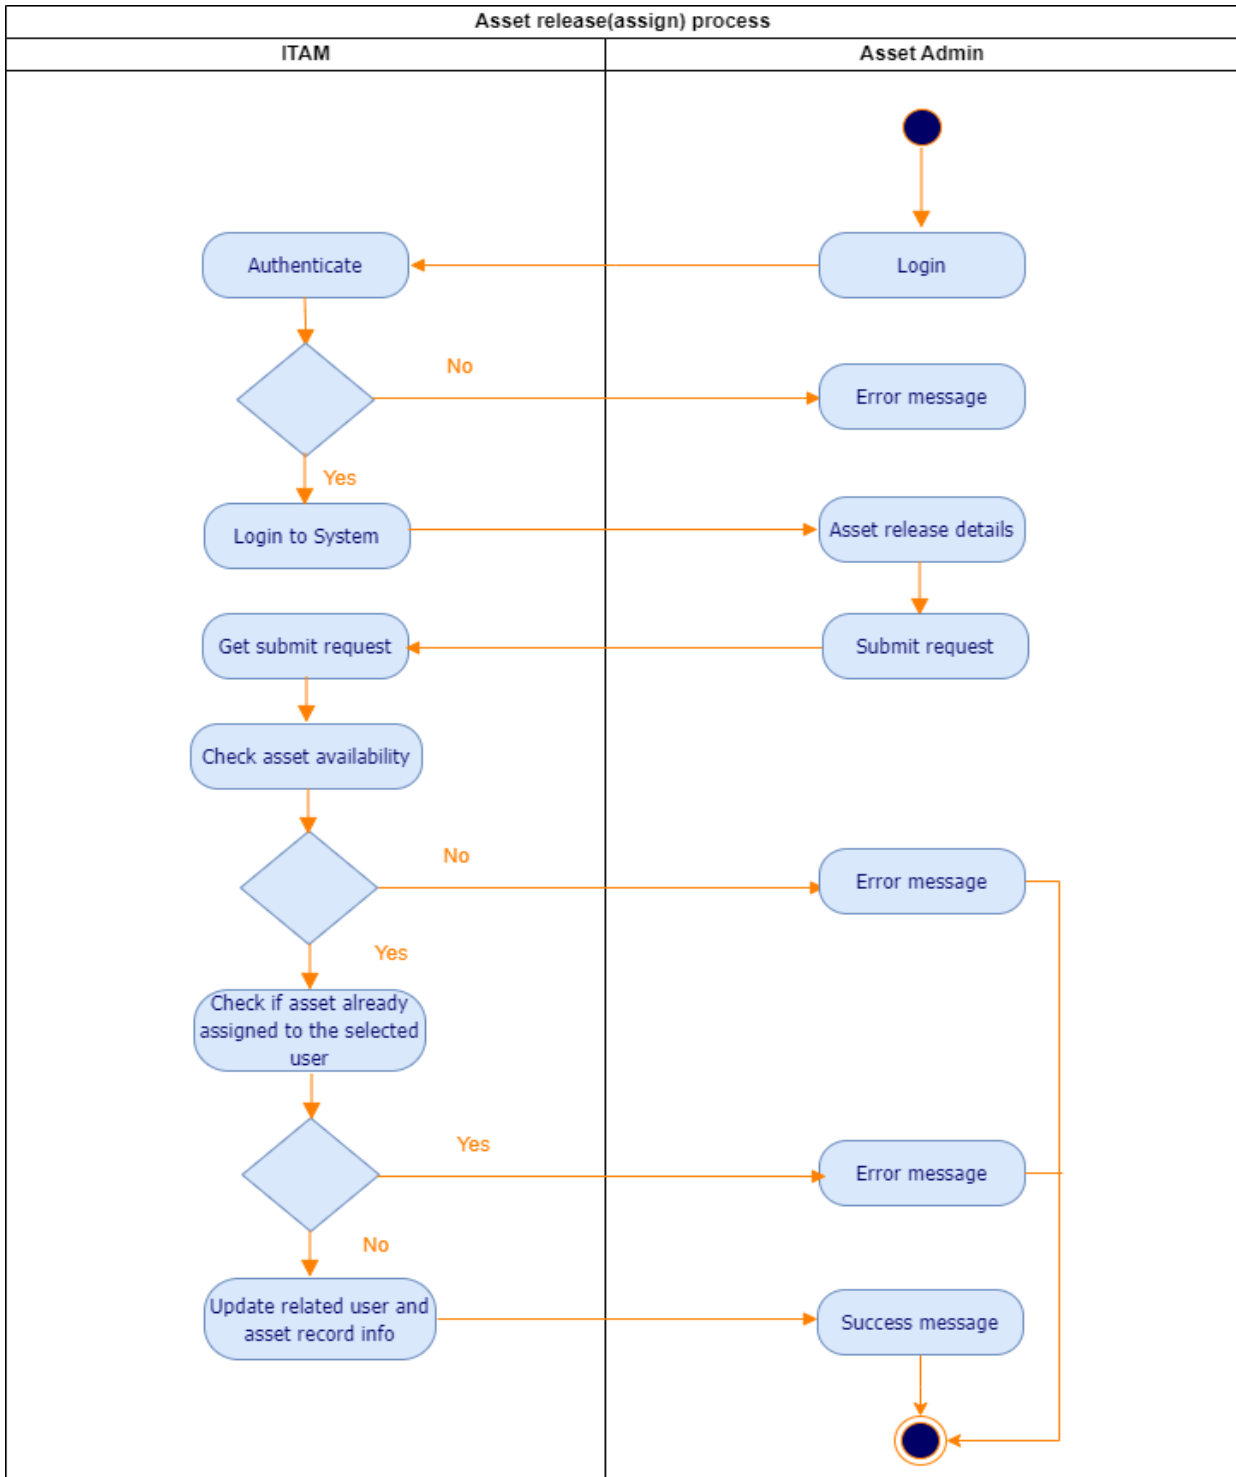 Asset release(assign) process
ITAM
Asset Admin
Authenticate
Login
No
Error message
Yes
Login to System
Asset release details
Get submit request
Submit request
Check asset availability
No
Error message
Yes
Check if asset already
assigned to the selected
user
Yes
Error message
No
Update related user and
asset record info
Success message